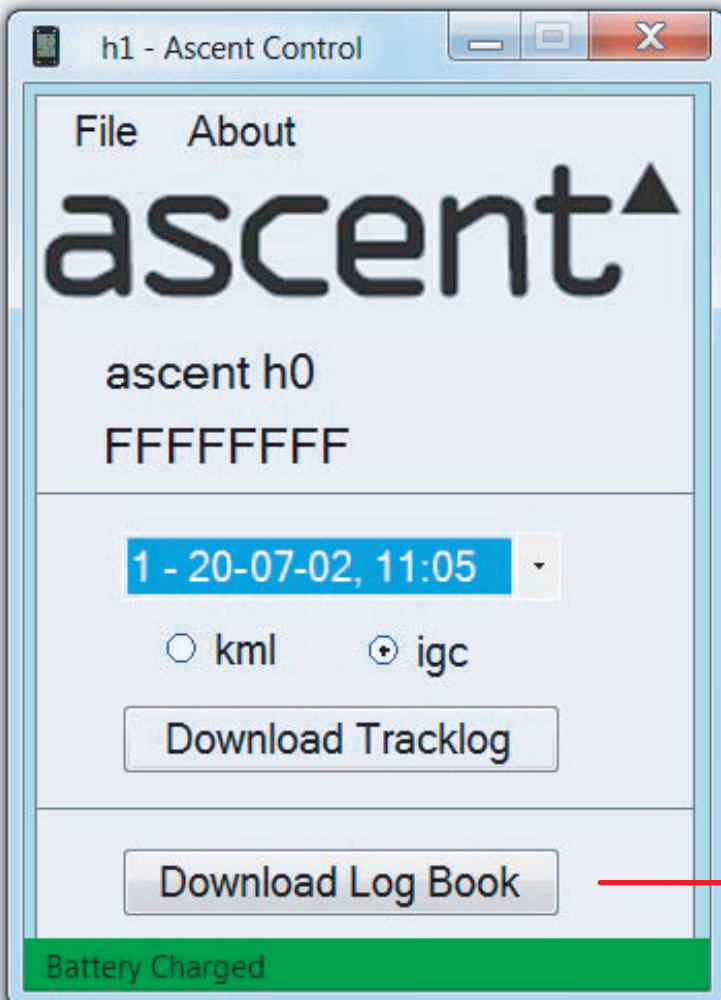 h1 - Ascent Control
File About
ascent
ascent h0
FFFFFFFF
1 - 20-07-02, 11:05
kml igc
Download Tracklog
Download Log Book
Battery Charged